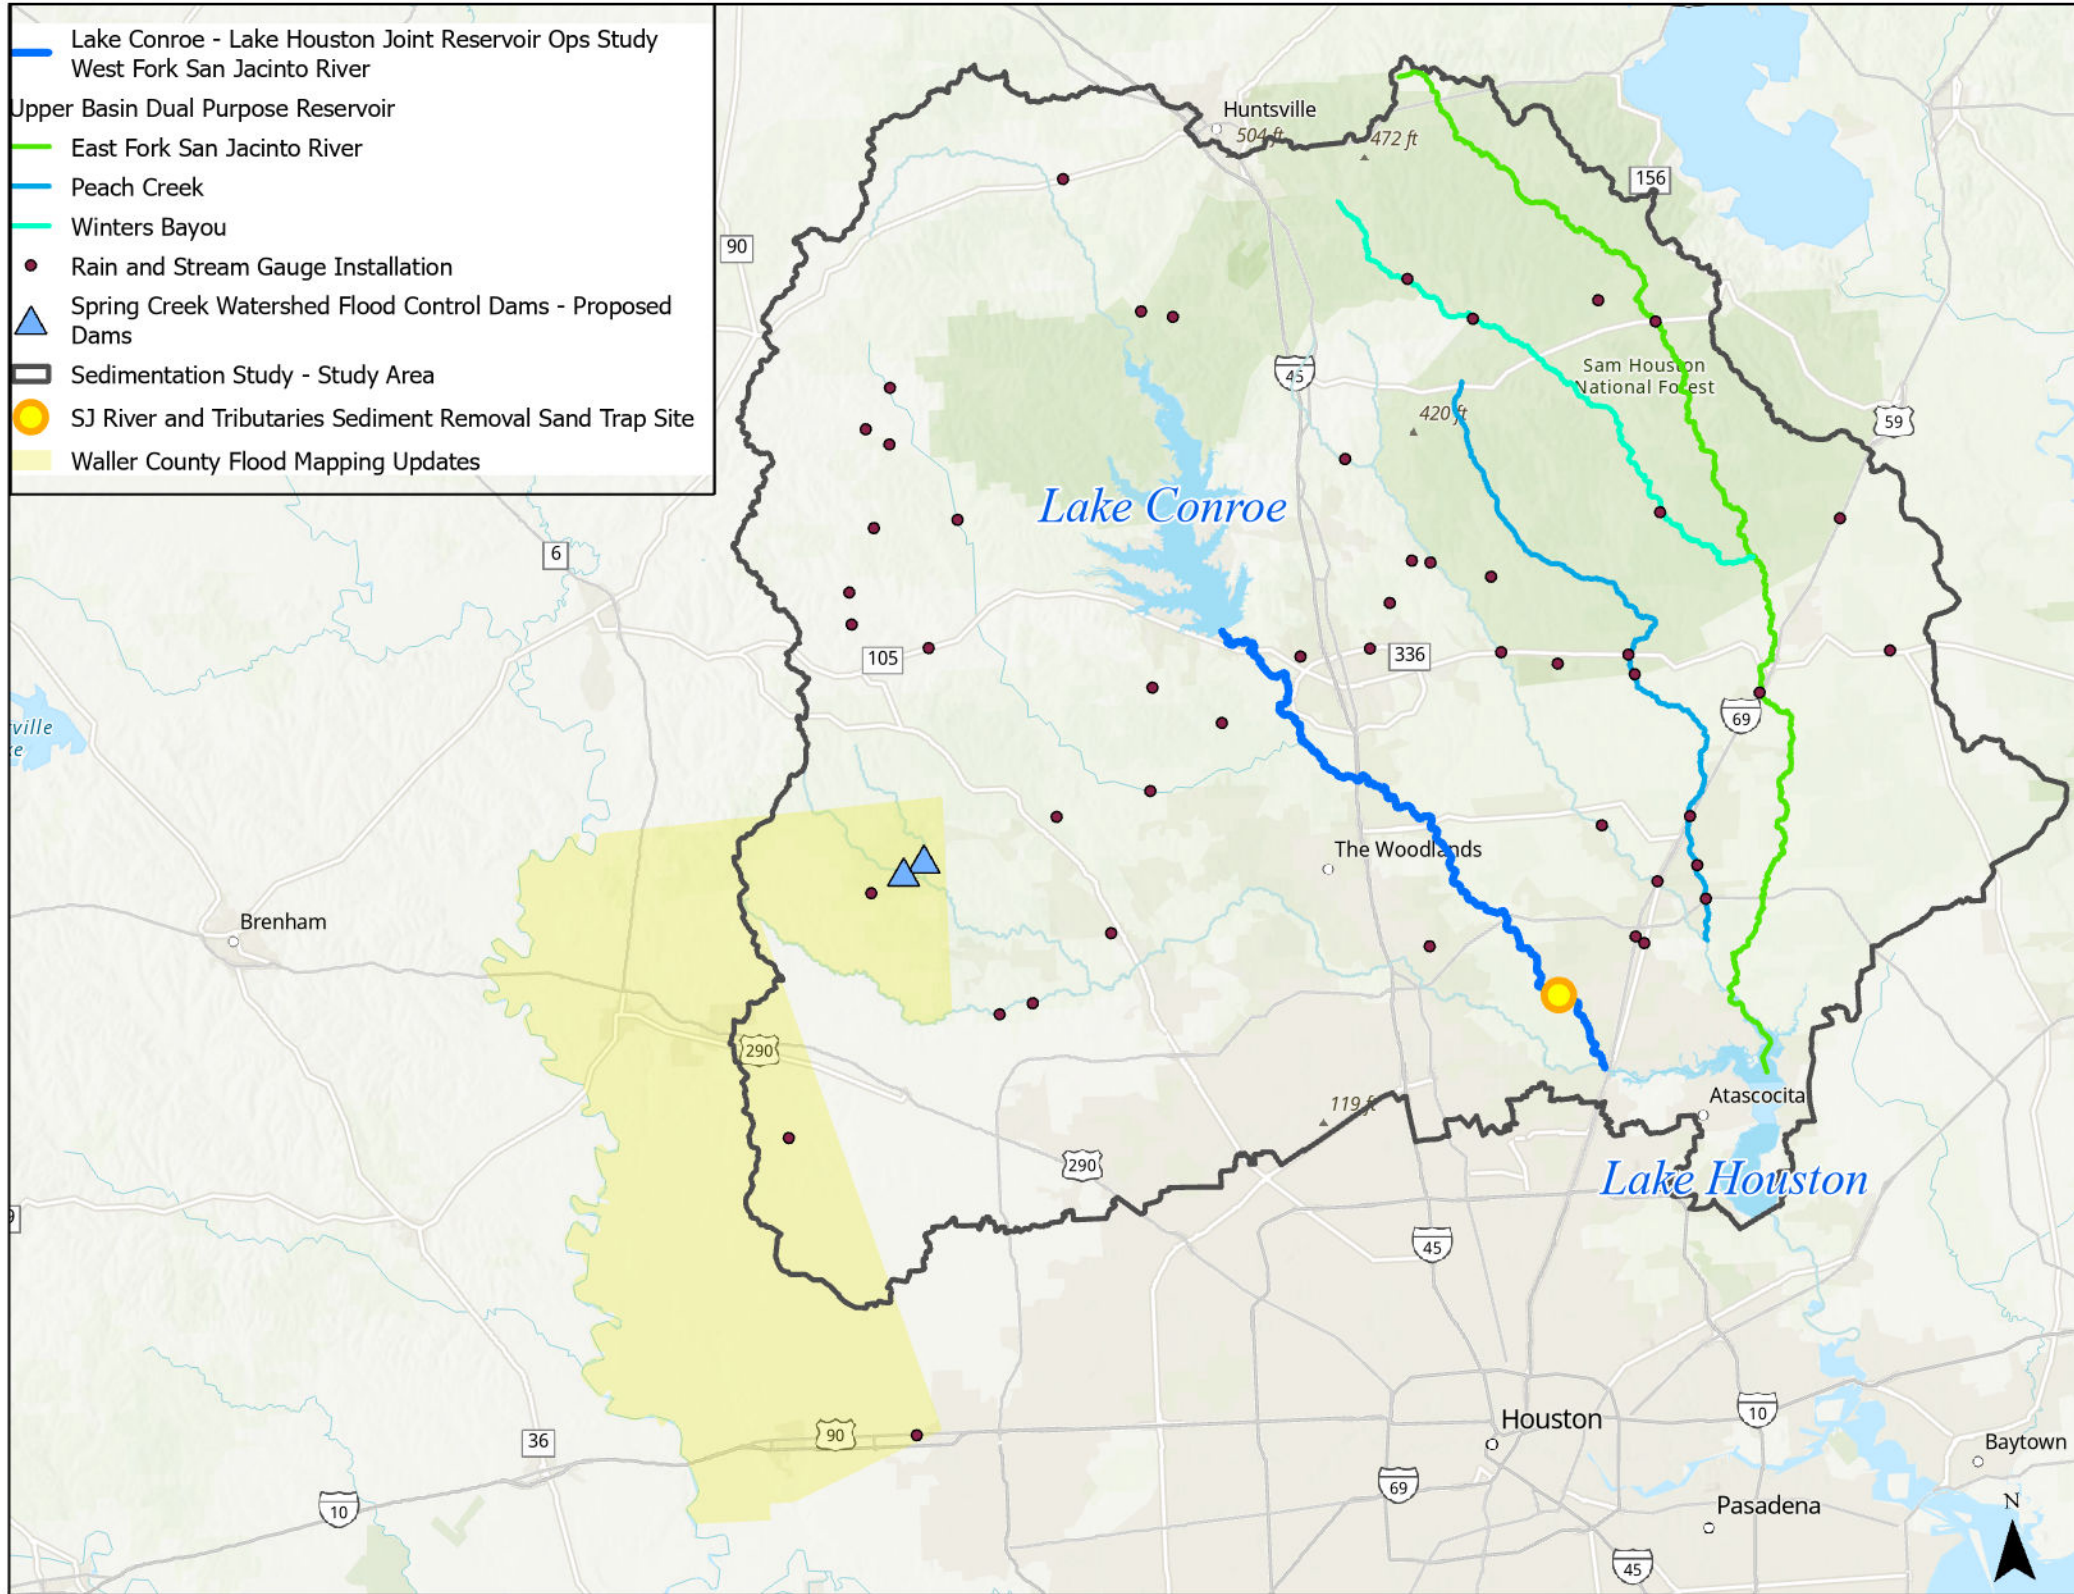 Lake Conroe - Lake Houston Joint Reservoir Ops Study
West Fork San Jacinto River
Upper Basin Dual Purpose Reservoir
East Fork San Jacinto River
Peach Creek
Winters Bayou
Rain and Stream Gauge Installation
Spring Creek Watershed Flood Control Dams - Proposed
Dams
Sedimentation Study - Study Area
SJ River and Tributaries Sediment Removal Sand Trap Site
Waller County Flood Mapping Updates
Huntsville
504 ft
472 ft
156
90
45
Sam Houston
National Forest
420 ft
59
Lake Conroe
6
105
336
69
ville
ke
The Woodlands
Brenham
290
Atascocita
119 ft
290
Lake Houston
9
45
Houston
10
90
36
Baytown
69
10
Pasadena
N
45